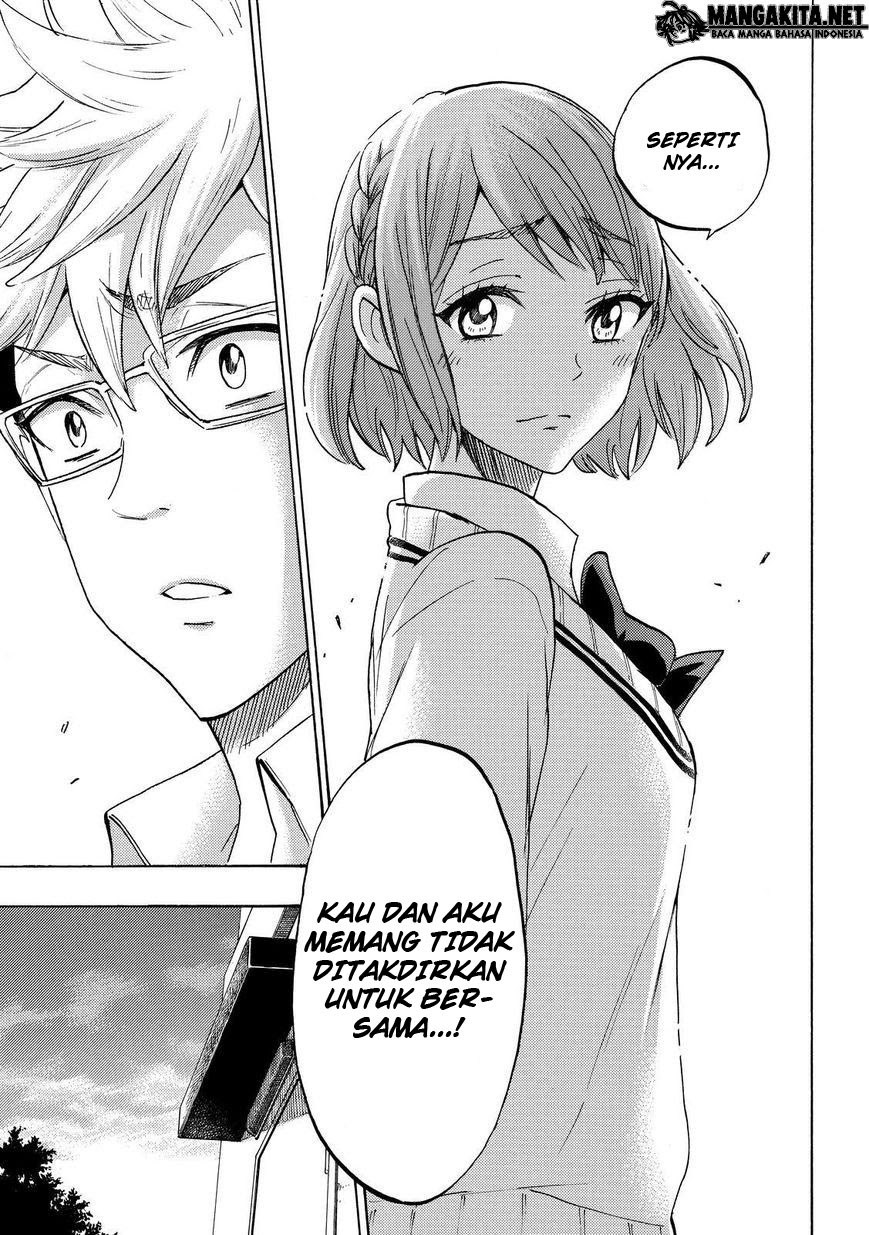 MANGAKITA.NET
BACA MANGA BAHASA INDONESIA
SEPERTI
NYA...
KAU DAN AKU
MEMANG TIDAK
DITAKDIRKAN
UNTUK BER-
SAMA...!